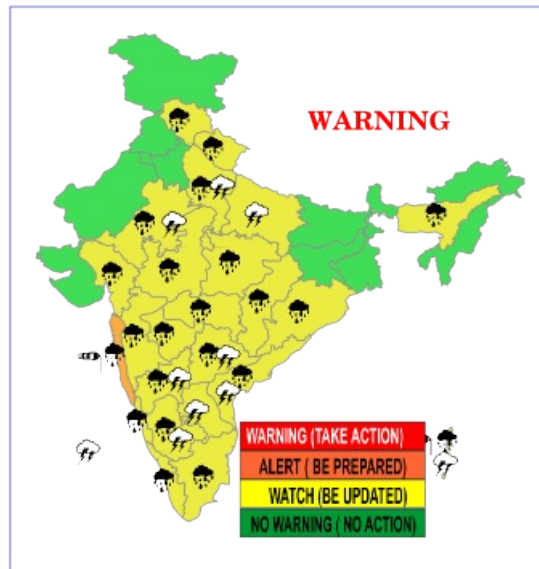 WARNING
WARNING (TAKE ACTION)
ALERT ( BE PREPARED)
WATCH (BE UPDATED)
NO WARNING ( NO ACTION)